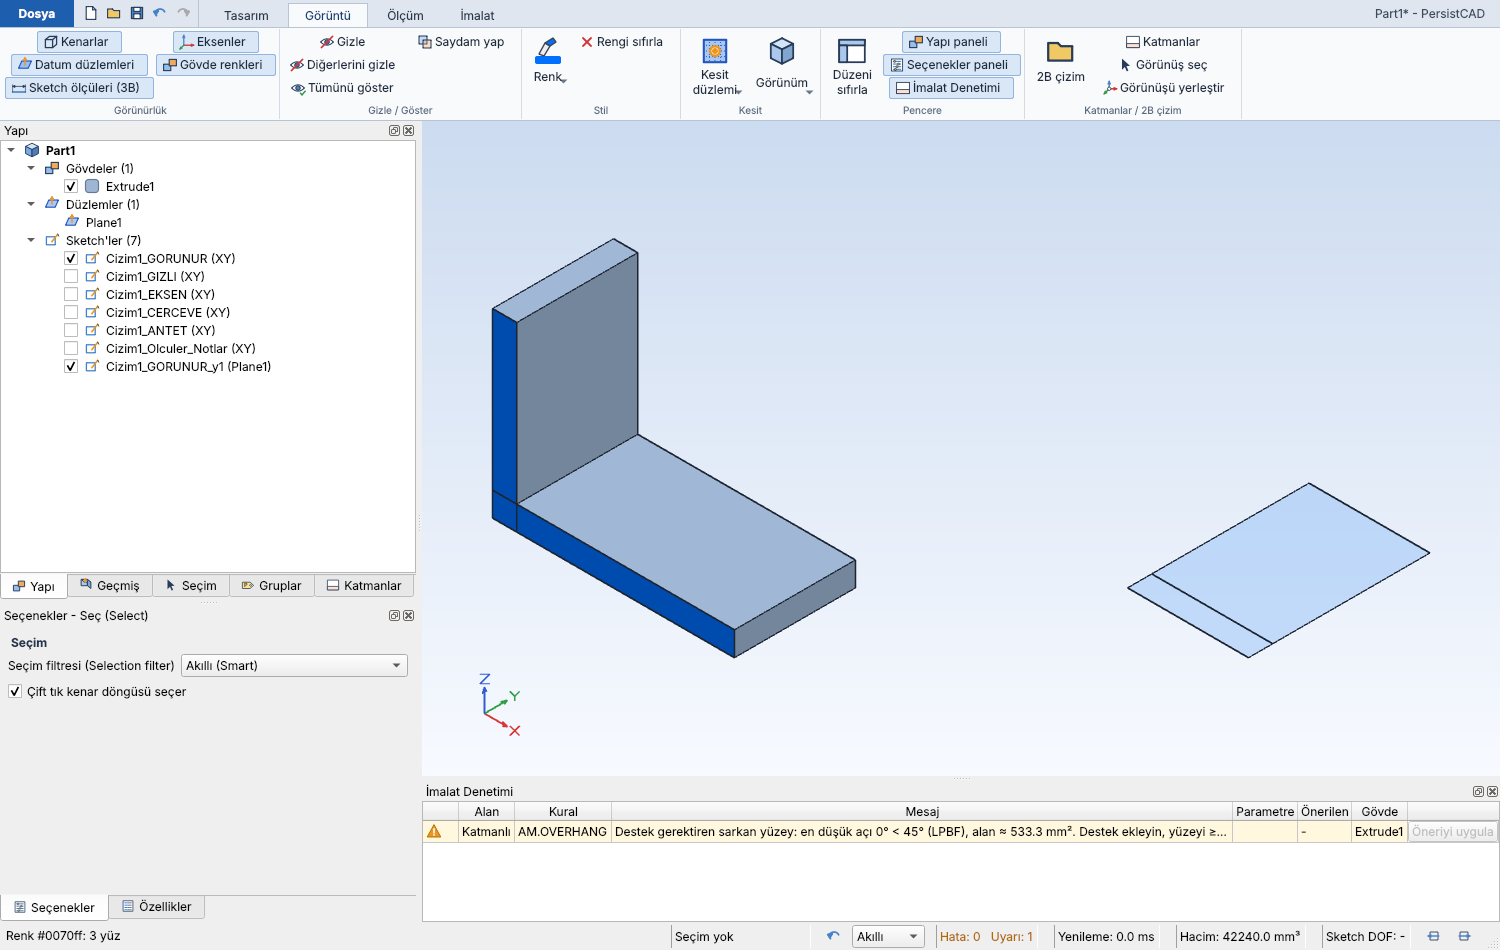 Dosya
Tasarım
Görüntü
Ölçüm
İmalat
Part1* - PersistCAD
Kenarlar
Eksenler
Datum düzlemleri
Gövde renkleri
Sketch ölçüleri (3B)
Görünürlük
Gizle
Saydam yap
Diğerlerini gizle
Tümünü göster
Gizle / Göster
Renk
Rengi sıfırla
Stil
Kesit
düzlemi
Görünüm
Kesit
Düzeni
sıfırla
Yapı paneli
Seçenekler paneli
İmalat Denetimi
Pencere
2B çizim
Katmanlar
Görünüş seç
Görünüşü yerleştir
Katmanlar / 2B çizim
Yapı
Part1
Gövdeler (1)
Extrude1
Düzlemler (1)
Plane1
Sketch'ler (7)
Cizim1_GORUNUR (XY)
Cizim1_GIZLI (XY)
Cizim1_EKSEN (XY)
Cizim1_CERCEVE (XY)
Cizim1_ANTET (XY)
Cizim1_Olculer_Notlar (XY)
Cizim1_GORUNUR_y1 (Plane1)
Yapı
Geçmiş
Seçim
Gruplar
Katmanlar
Seçenekler - Seç (Select)
Seçim
Seçim filtresi (Selection filter)
Akıllı (Smart)
Çift tık kenar döngüsü seçer
Seçenekler
Özellikler
Z
Y
X
İmalat Denetimi
Alan
Kural
Mesaj
Parametre
Önerilen
Gövde
Katmanlı
AM.OVERHANG
Destek gerektiren sarkan yüzey: en düşük açı 0° < 45° (LPBF), alan ≈ 533.3 mm². Destek ekleyin, yüzeyi ≥...
-
Extrude1
Öneriyi uygula
Renk #0070ff: 3 yüz
Seçim yok
Akıllı
Hata: 0
Uyarı: 1
Yenileme: 0.0 ms
Hacim: 42240.0 mm³
Sketch DOF: -